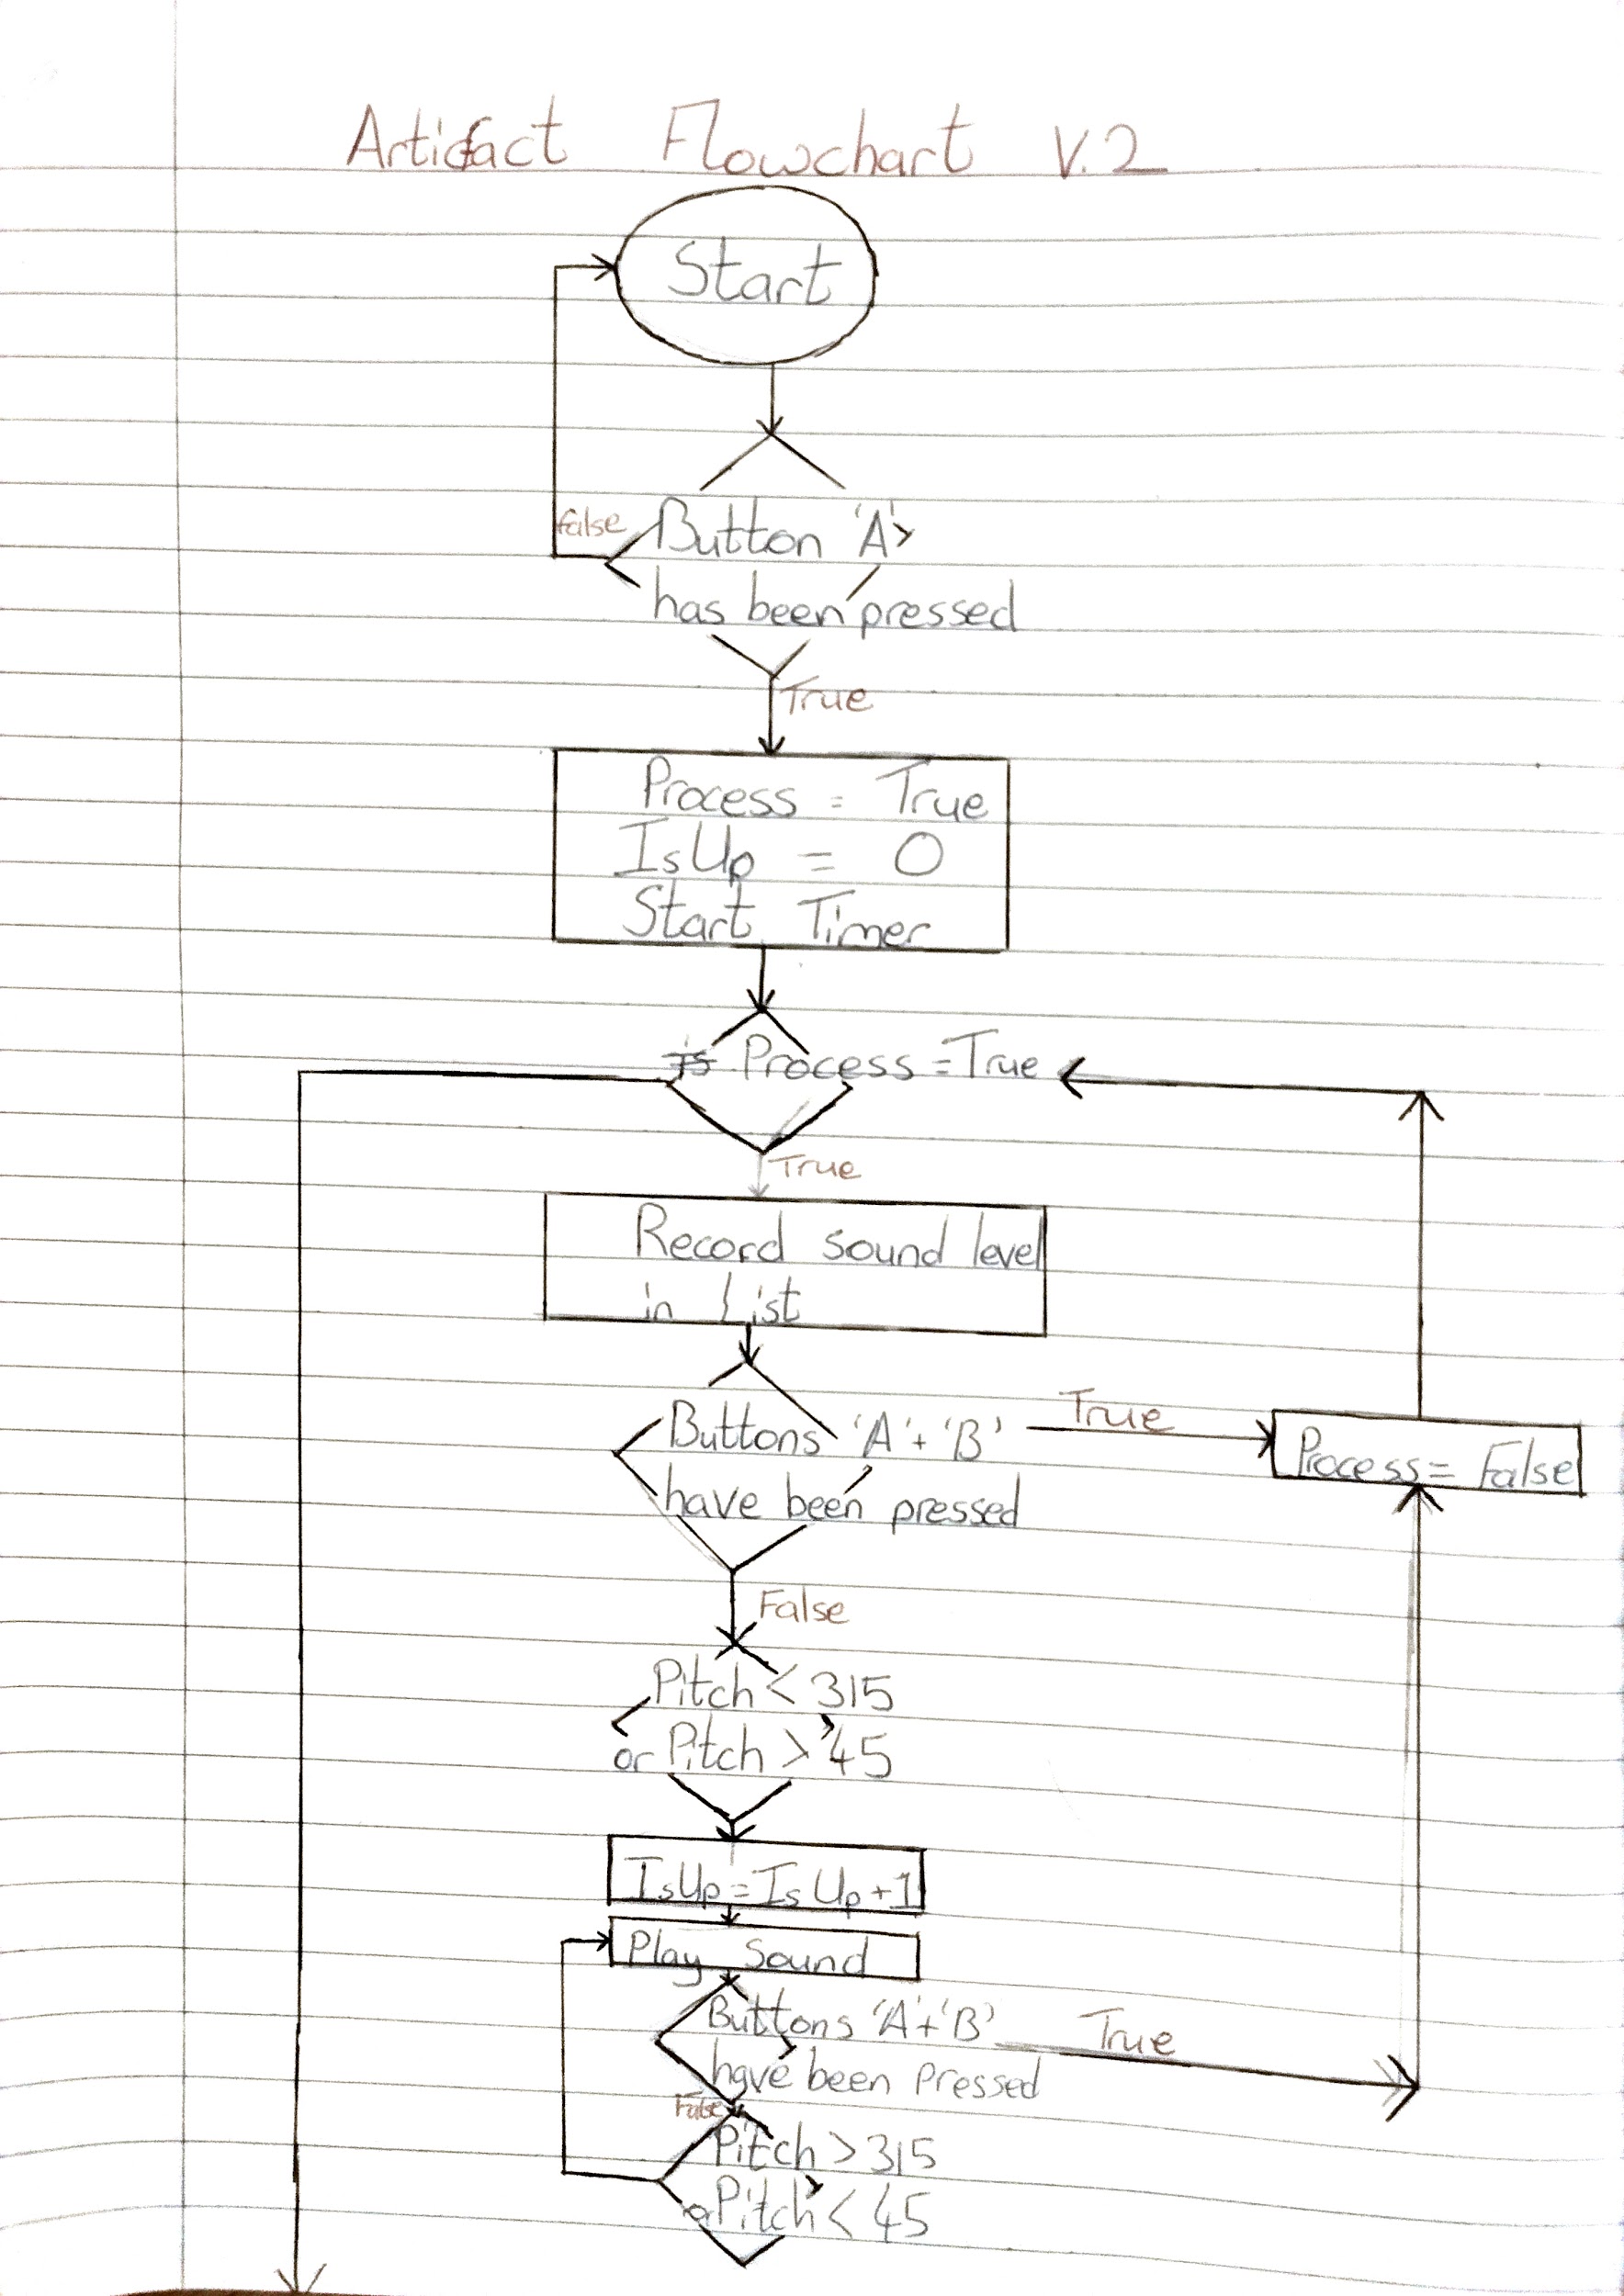 Artifact Flowchart V.2
Start
False
Button 'A'
has been pressed
True
Process = True
IsUp = 0
Start Timer
Process = True
True
Record sound level
in List
Buttons 'A' + 'B'
have been pressed
True
Process = False
False
Pitch < 315
or Pitch > 45
IsUp = IsUp + 1
Play Sound
Buttons 'A' + 'B'
have been pressed
True
False
Pitch > 315
or Pitch < 45